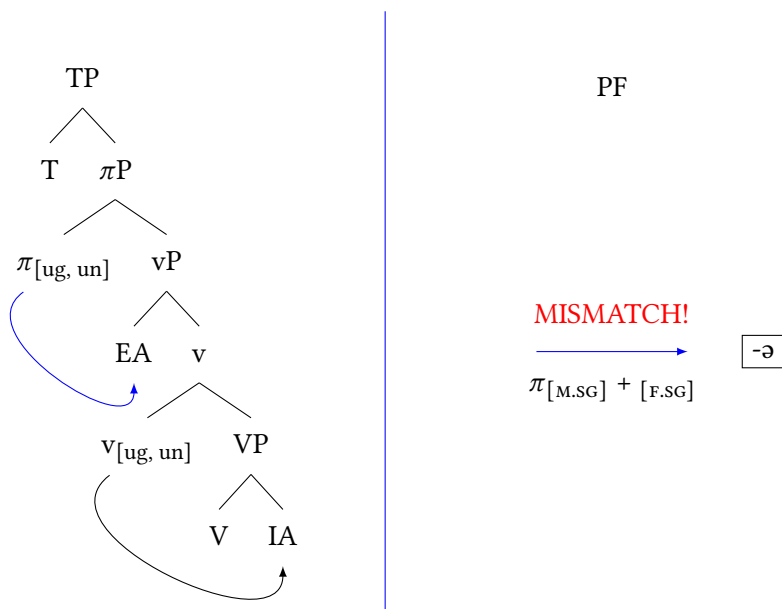 TP
T πP
π[ug, un] vP
EA v
v[ug, un] VP
V IA
PF
MISMATCH!
π[M.SG] + [F.SG]
-ə